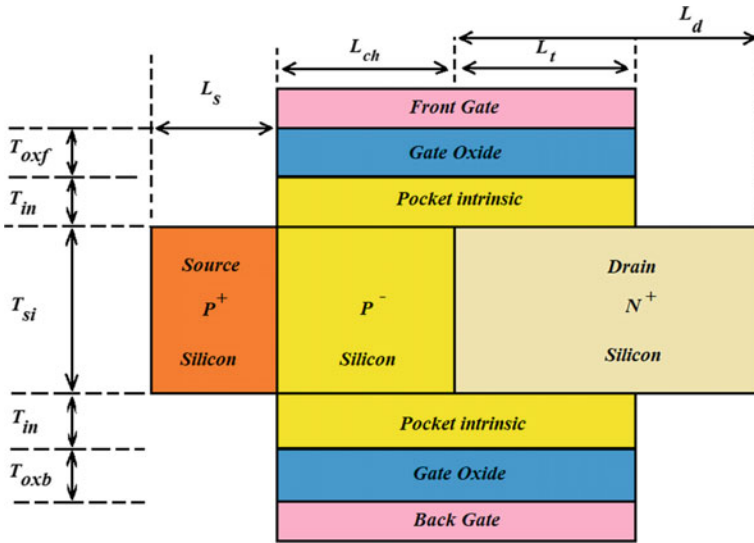 L_d
L_ch
L_t
L_s
Front Gate
T_oxf
Gate Oxide
T_in
Pocket intrinsic
Source
Drain
T_si
P^+
P^-
N^+
Silicon
Silicon
Silicon
T_in
Pocket intrinsic
T_oxb
Gate Oxide
Back Gate